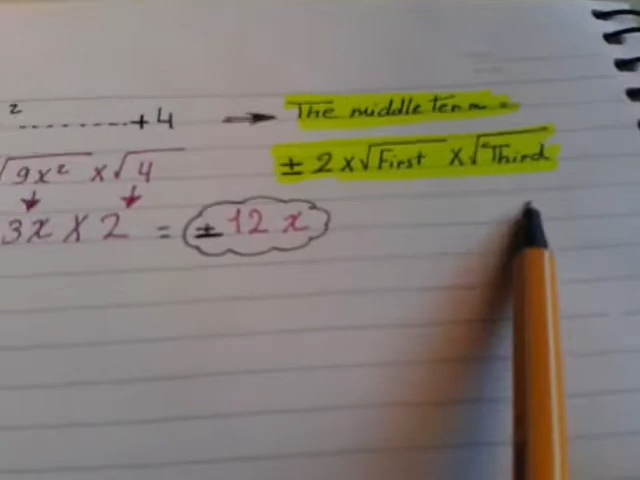 ² ........+4 → The middle term =
√9x² × √4 ± 2 × √First × √Third
3x × 2 = ± 12 x